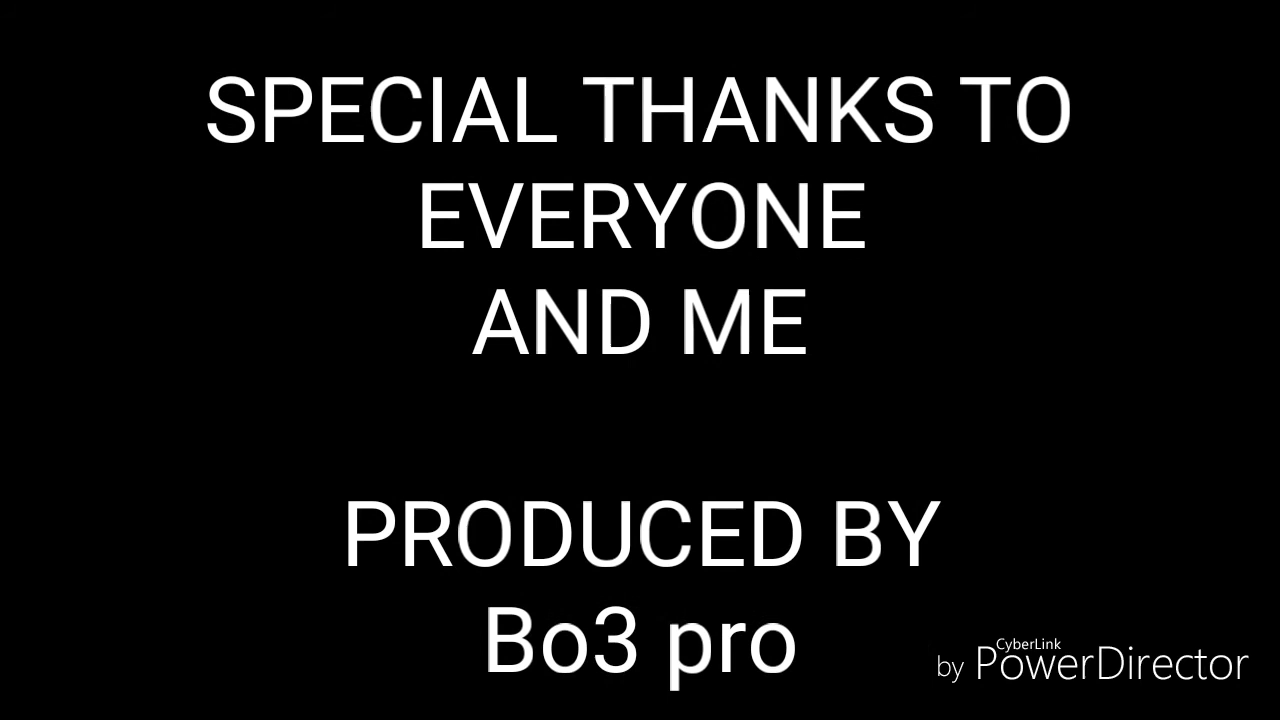 SPECIAL THANKS TO
EVERYONE
AND ME
PRODUCED BY
Bo3 pro
CyberLink
by PowerDirector